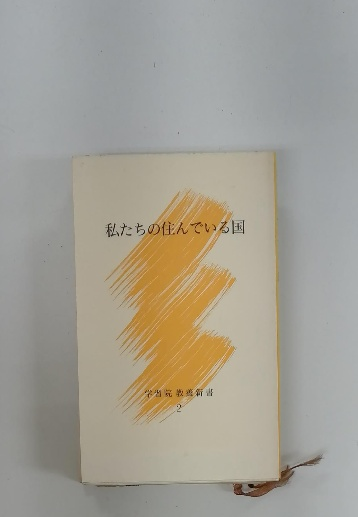 私たちの住んでいる国
学習院教養新書
2